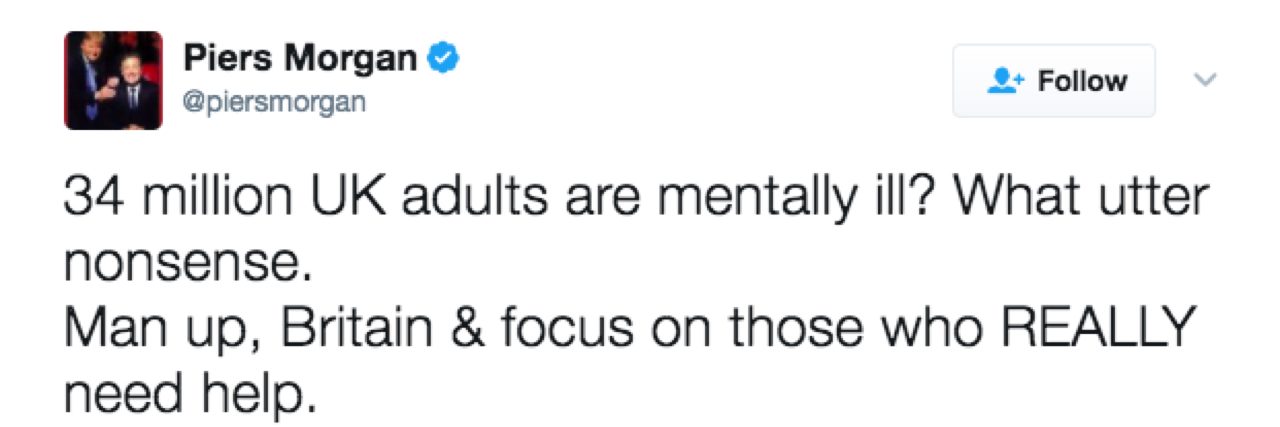 Piers Morgan
@piersmorgan
Follow
34 million UK adults are mentally ill? What utter
nonsense.
Man up, Britain & focus on those who REALLY
need help.